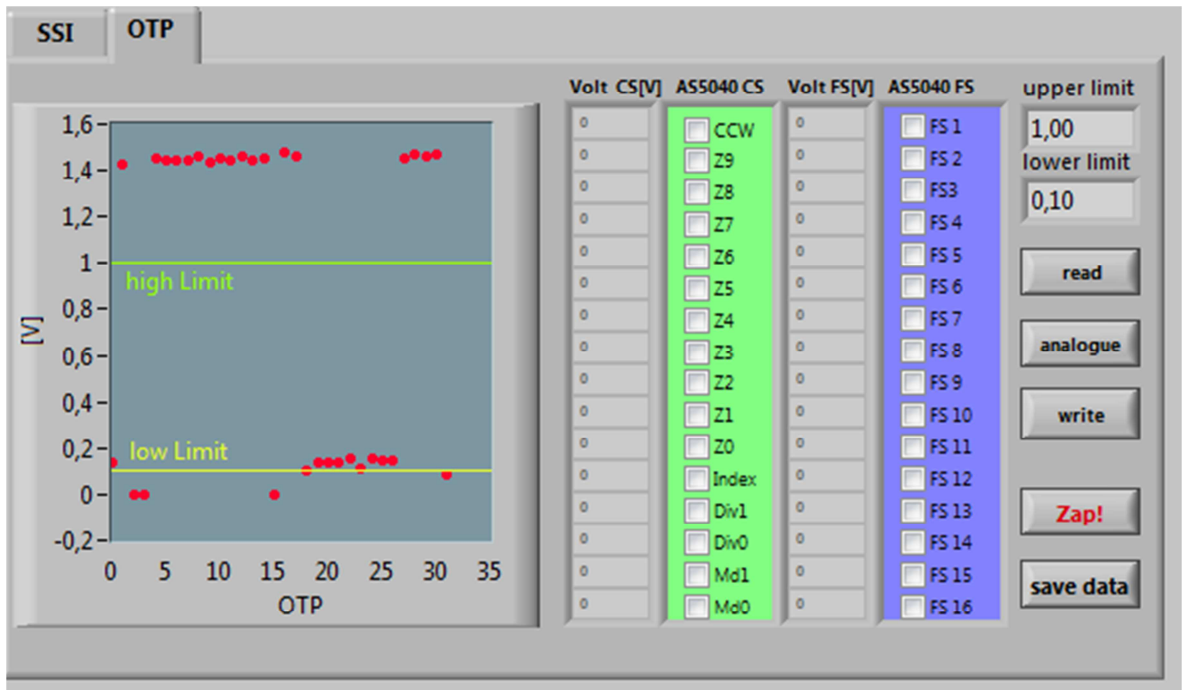 SSI OTP
Volt CS[V] AS5040 CS Volt FS[V] AS5040 FS upper limit
1,00
lower limit
0,10
1,6
1,4
1,2
1
0,8
0,6
0,4
0,2
0
-0,2
[V]
high Limit
low Limit
0 5 10 15 20 25 30 35
OTP
0 CCW 0 FS 1
0 Z9 0 FS 2
0 Z8 0 FS3
0 Z7 0 FS 4
0 Z6 0 FS 5
0 Z5 0 FS 6
0 Z4 0 FS 7
0 Z3 0 FS 8
0 Z2 0 FS 9
0 Z1 0 FS 10
0 Z0 0 FS 11
0 Index 0 FS 12
0 Div1 0 FS 13
0 Div0 0 FS 14
0 Md1 0 FS 15
0 Md0 0 FS 16
read
analogue
write
Zap!
save data